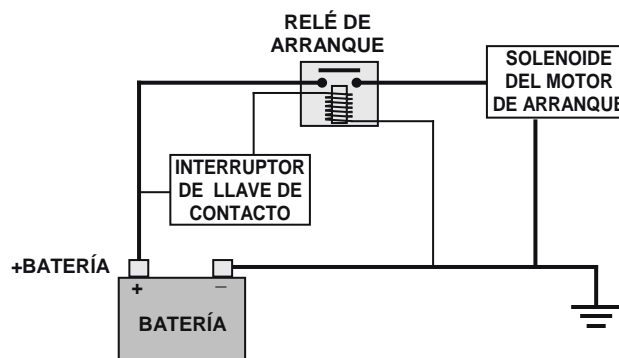 RELÉ DE
ARRANQUE
SOLENOIDE
DEL MOTOR
DE ARRANQUE
INTERRUPTOR
DE LLAVE DE
CONTACTO
+BATERÍA
+ –
BATERÍA